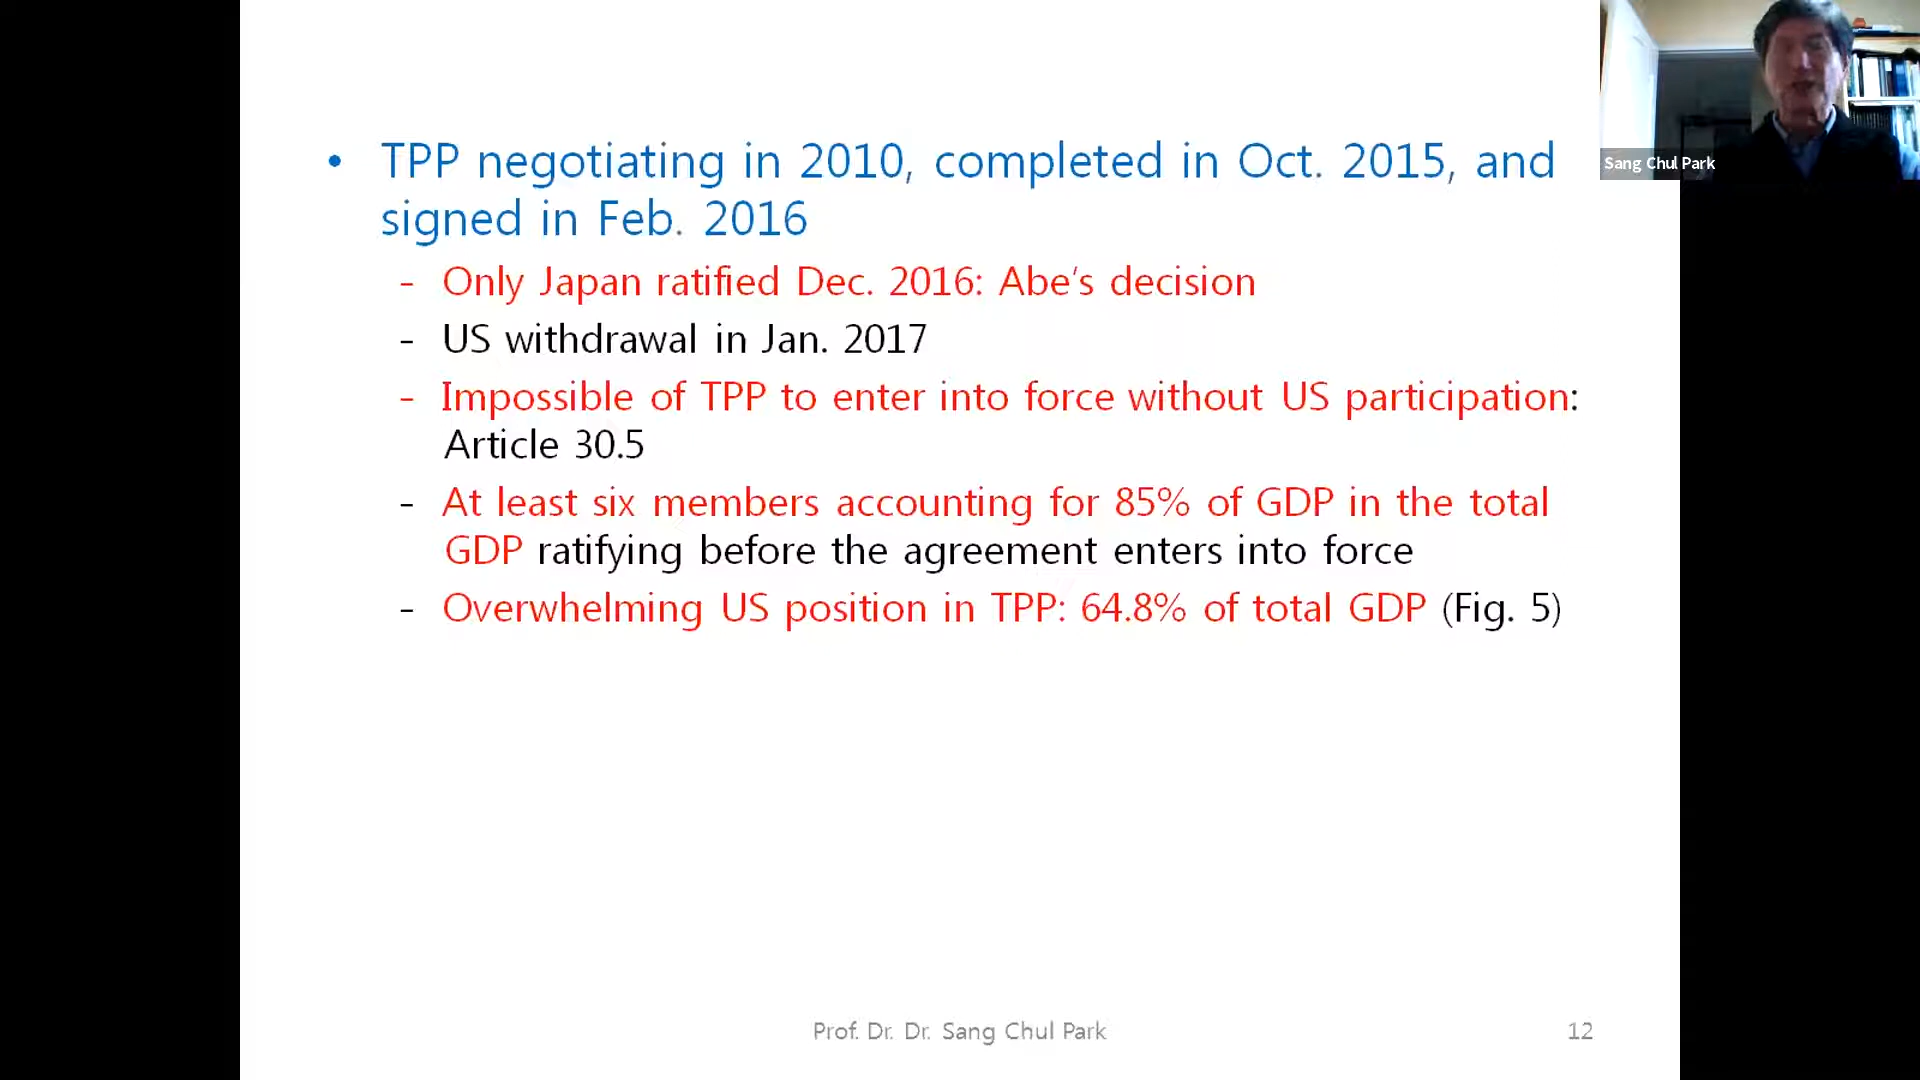 • TPP negotiating in 2010, completed in Oct. 2015, and
signed in Feb. 2016
- Only Japan ratified Dec. 2016: Abe's decision
- US withdrawal in Jan. 2017
- Impossible of TPP to enter into force without US participation:
Article 30.5
- At least six members accounting for 85% of GDP in the total
GDP ratifying before the agreement enters into force
- Overwhelming US position in TPP: 64.8% of total GDP (Fig. 5)
Sang Chul Park
Prof. Dr. Dr. Sang Chul Park
12